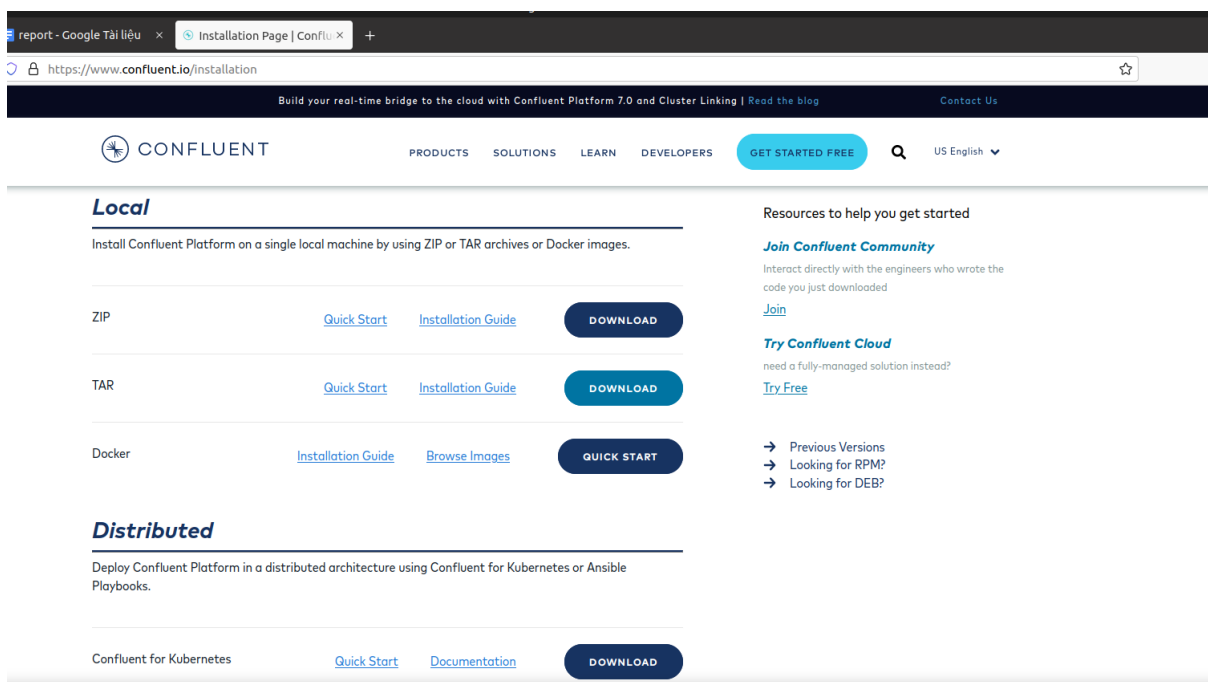 report - Google Tài liệu
Installation Page | Conflu
https://www.confluent.io/installation
Build your real-time bridge to the cloud with Confluent Platform 7.0 and Cluster Linking | Read the blog
Contact Us
CONFLUENT
PRODUCTS SOLUTIONS LEARN DEVELOPERS GET STARTED FREE US English
Local
Install Confluent Platform on a single local machine by using ZIP or TAR archives or Docker images.
ZIP Quick Start Installation Guide DOWNLOAD
TAR Quick Start Installation Guide DOWNLOAD
Docker Installation Guide Browse Images QUICK START
Distributed
Deploy Confluent Platform in a distributed architecture using Confluent for Kubernetes or Ansible
Playbooks.
Confluent for Kubernetes Quick Start Documentation DOWNLOAD
Resources to help you get started
Join Confluent Community
Interact directly with the engineers who wrote the
code you just downloaded
Join
Try Confluent Cloud
need a fully-managed solution instead?
Try Free
Previous Versions
Looking for RPM?
Looking for DEB?